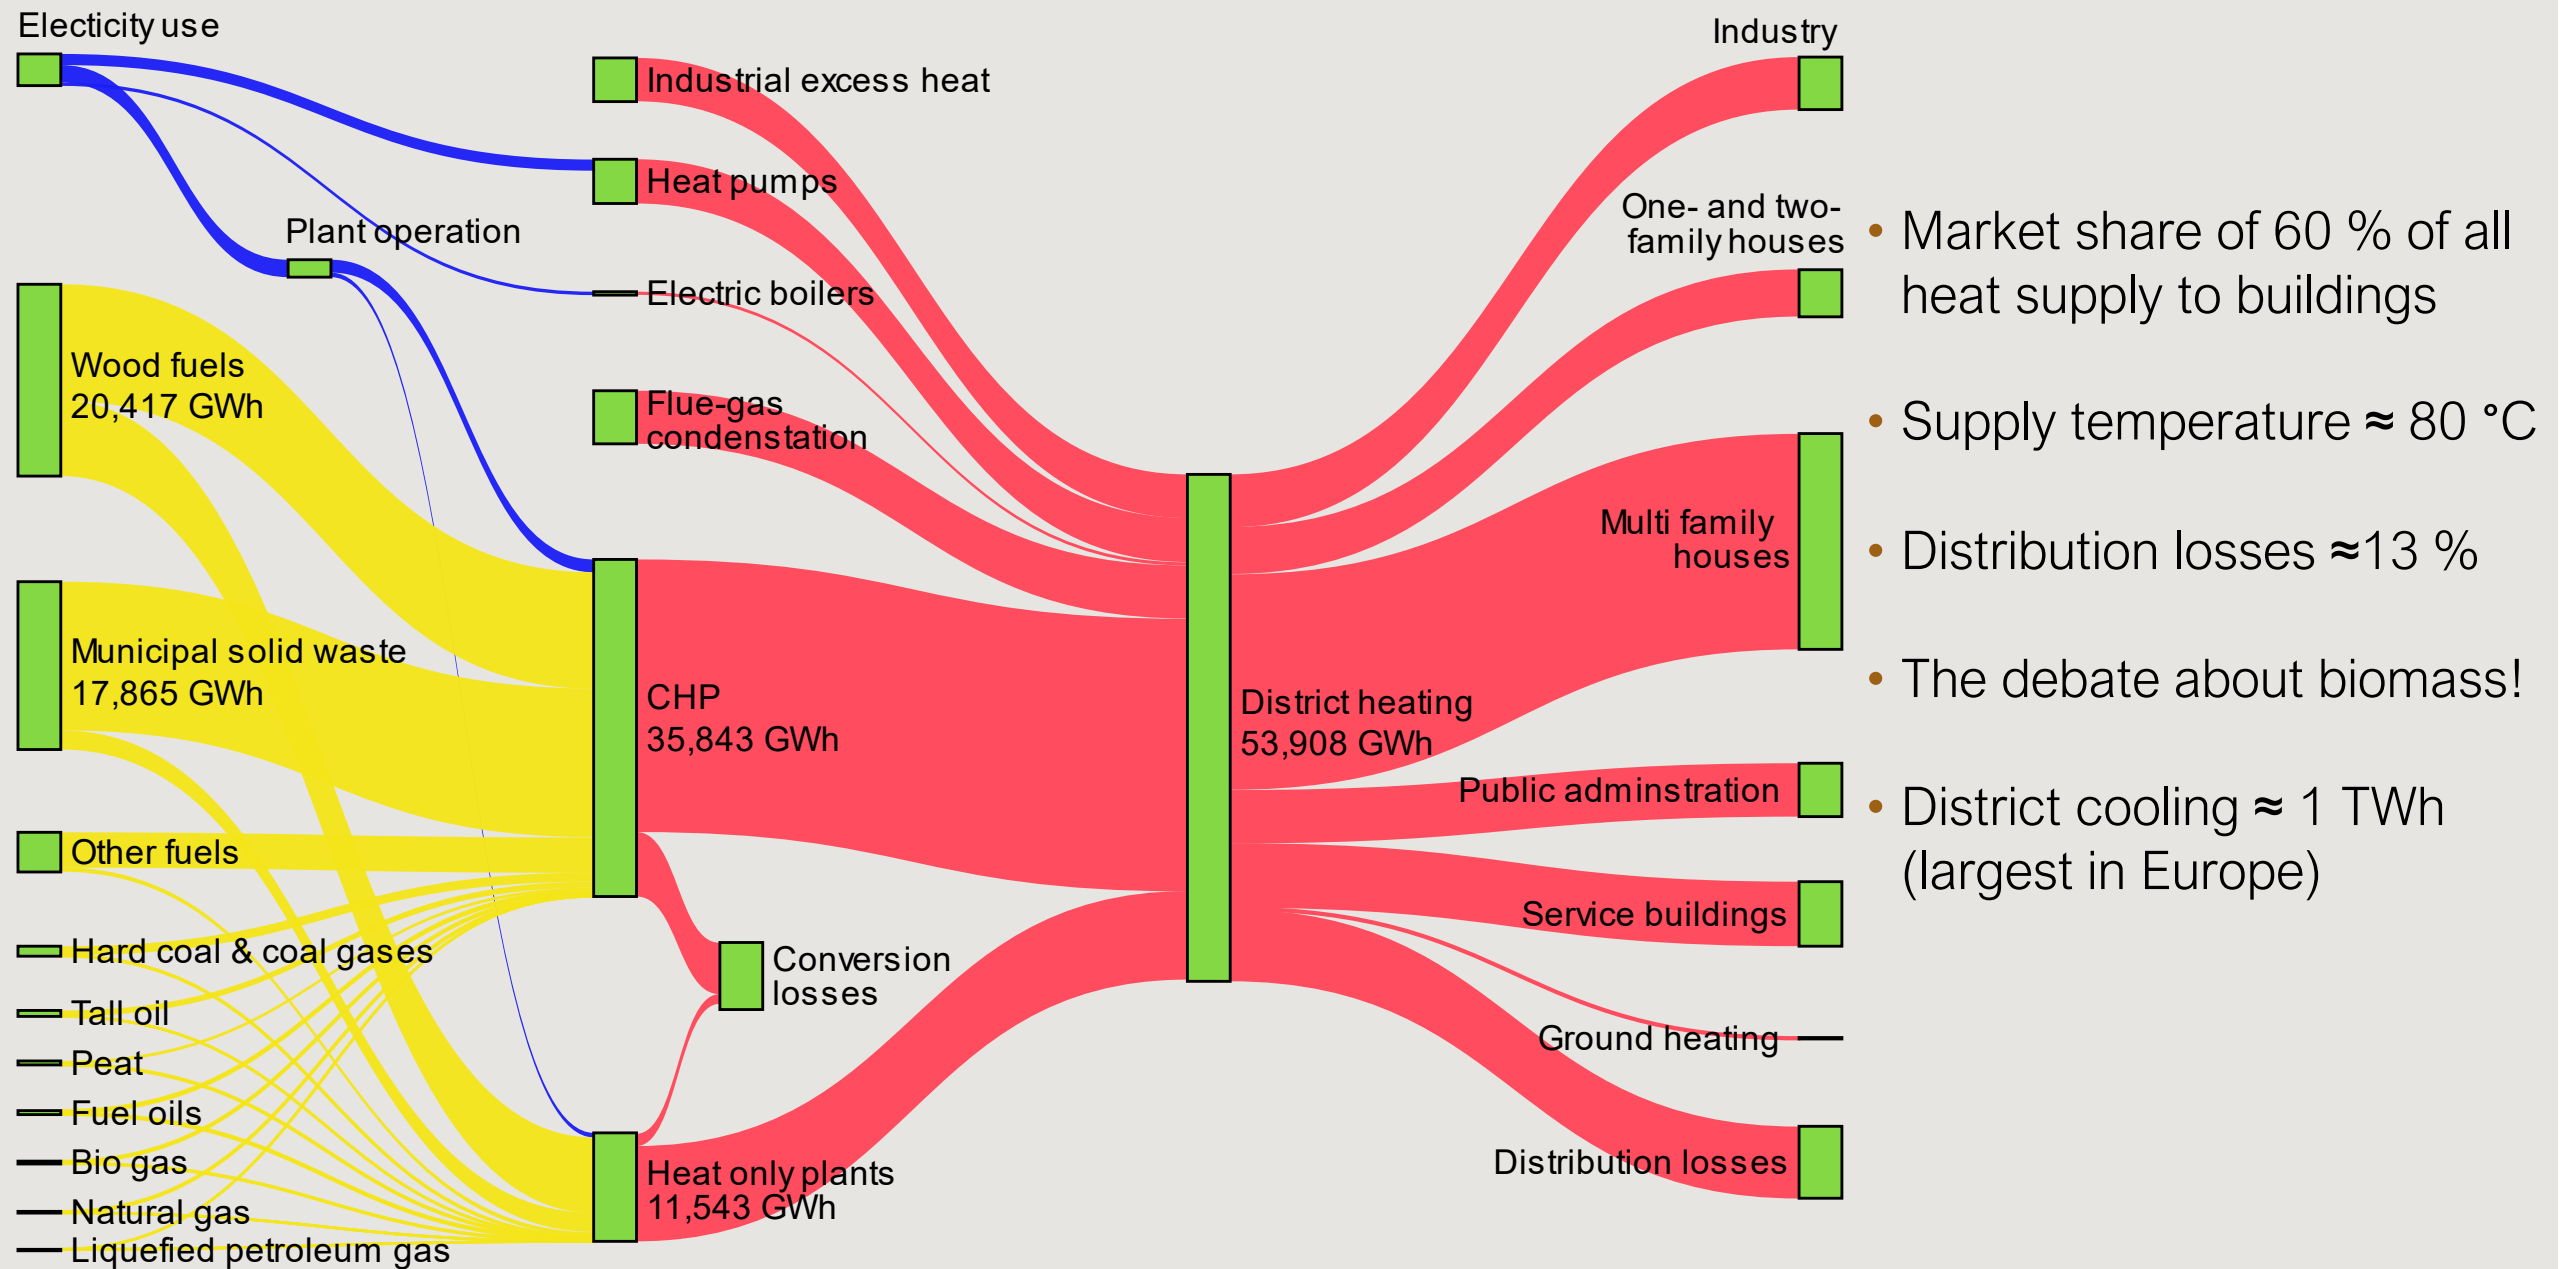 Electicity use
Industrial excess heat
Heat pumps
Plant operation
Electric boilers
Wood fuels
20,417 GWh
Flue-gas
condenstation
Municipal solid waste
17,865 GWh
CHP
35,843 GWh
Other fuels
Hard coal & coal gases
Conversion
losses
Tall oil
Peat
Fuel oils
Bio gas
Natural gas
Liquefied petroleum gas
Heat only plants
11,543 GWh
District heating
53,908 GWh
Industry
One- and two-
family houses
Multi family
houses
Public adminstration
Service buildings
Ground heating
Distribution losses
• Market share of 60 % of all
heat supply to buildings
• Supply temperature ≈ 80 °C
• Distribution losses ≈13 %
• The debate about biomass!
• District cooling ≈ 1 TWh
(largest in Europe)